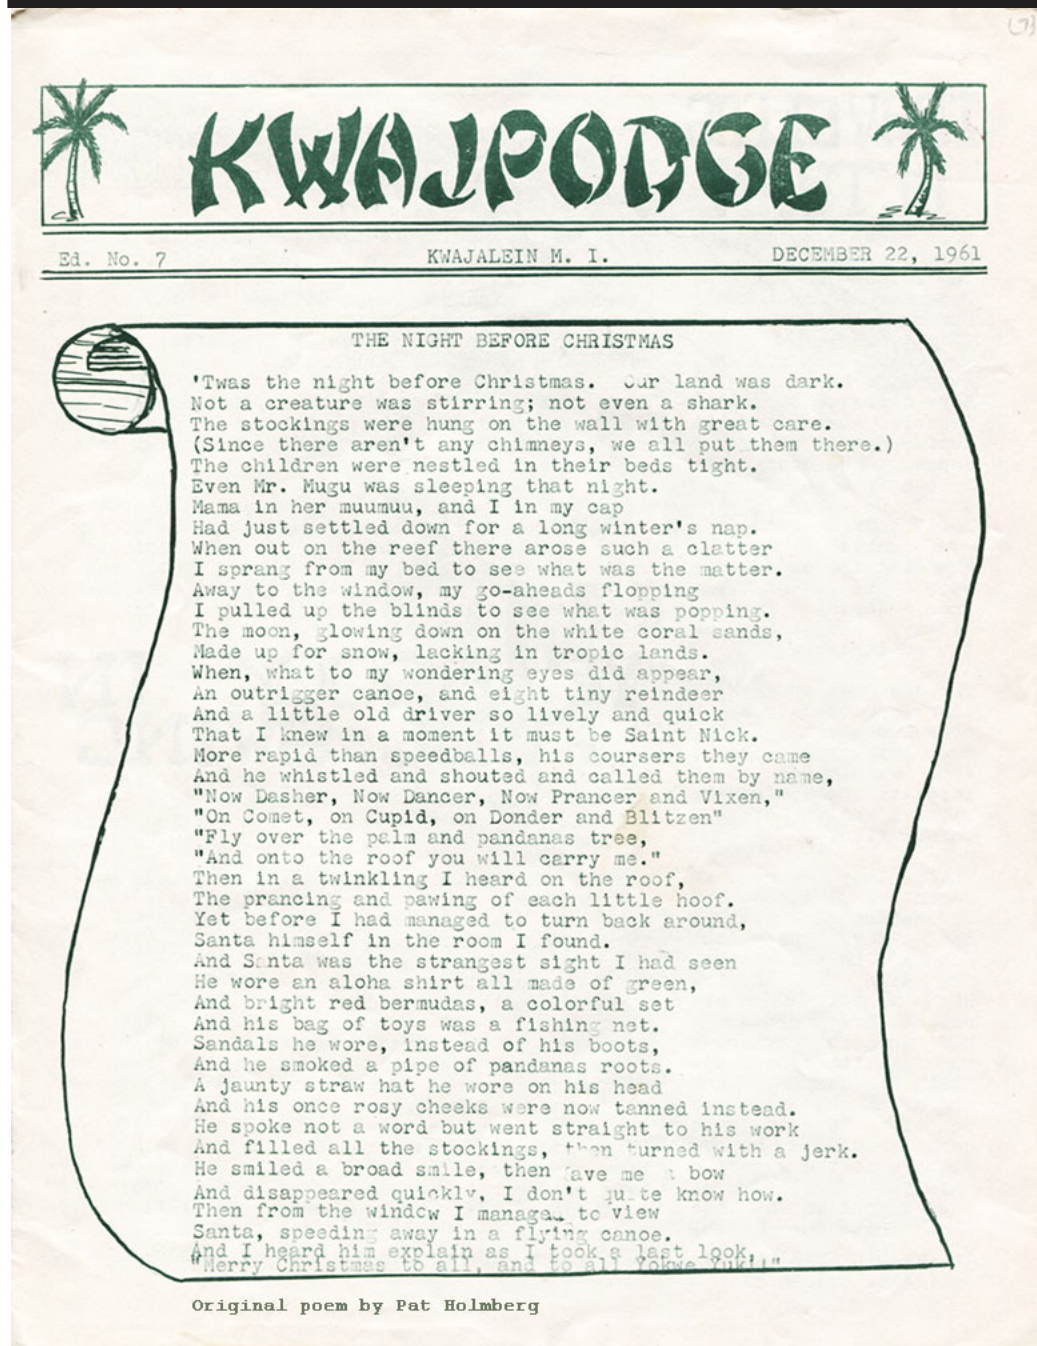 KWAJPODGE
Ed. No. 7 KWAJALEIN M. I. DECEMBER 22, 1961
THE NIGHT BEFORE CHRISTMAS
'Twas the night before Christmas. Our land was dark.
Not a creature was stirring; not even a shark.
The stockings were hung on the wall with great care.
(Since there aren't any chimneys, we all put them there.)
The children were nestled in their beds tight.
Even Mr. Mugu was sleeping that night.
Mama in her muumuu, and I in my cap
Had just settled down for a long winter's nap.
When out on the reef there arose such a clatter
I sprang from my bed to see what was the matter.
Away to the window, my go-aheads flopping
I pulled up the blinds to see what was popping.
The moon, glowing down on the white coral sands,
Made up for snow, lacking in tropic lands.
When, what to my wondering eyes did appear,
An outrigger canoe, and eight tiny reindeer
And a little old driver so lively and quick
That I knew in a moment it must be Saint Nick.
More rapid than speedballs, his coursers they came
And he whistled and shouted and called them by name,
"Now Dasher, Now Dancer, Now Prancer and Vixen,"
"On Comet, on Cupid, on Donder and Blitzen"
"Fly over the palm and pandanas tree,
"And onto the roof you will carry me."
Then in a twinkling I heard on the roof,
The prancing and pawing of each little hoof.
Yet before I had managed to turn back around,
Santa himself in the room I found.
And Santa was the strangest sight I had seen
He wore an aloha shirt all made of green,
And bright red bermudas, a colorful set
And his bag of toys was a fishing net.
Sandals he wore, instead of his boots,
And he smoked a pipe of pandanas roots.
A jaunty straw hat he wore on his head
And his once rosy cheeks were now tanned instead.
He spoke not a word but went straight to his work
And filled all the stockings, then turned with a jerk.
He smiled a broad smile, then gave me a bow
And disappeared quickly, I don't quite know how.
Then from the window I managed to view
Santa, speeding away in a flying canoe.
And I heard him explain as I took a last look,
"Merry Christmas to all, and to all Yokwe Yuk!!"
Original poem by Pat Holmberg